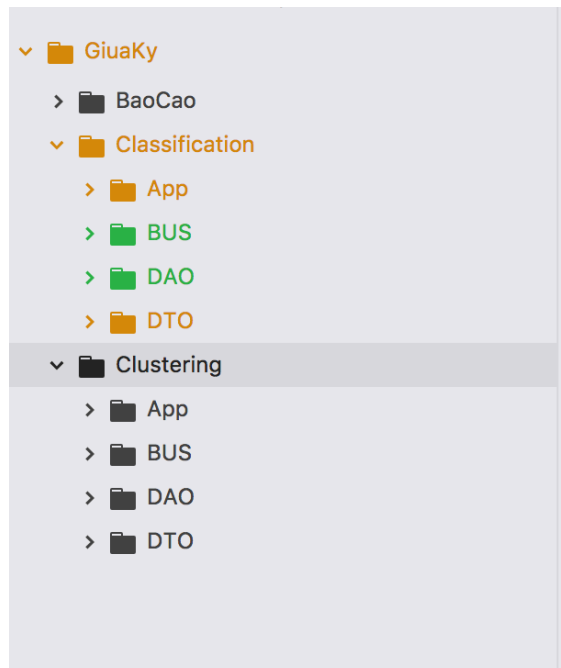 GiuaKy
BaoCao
Classification
App
BUS
DAO
DTO
Clustering
App
BUS
DAO
DTO